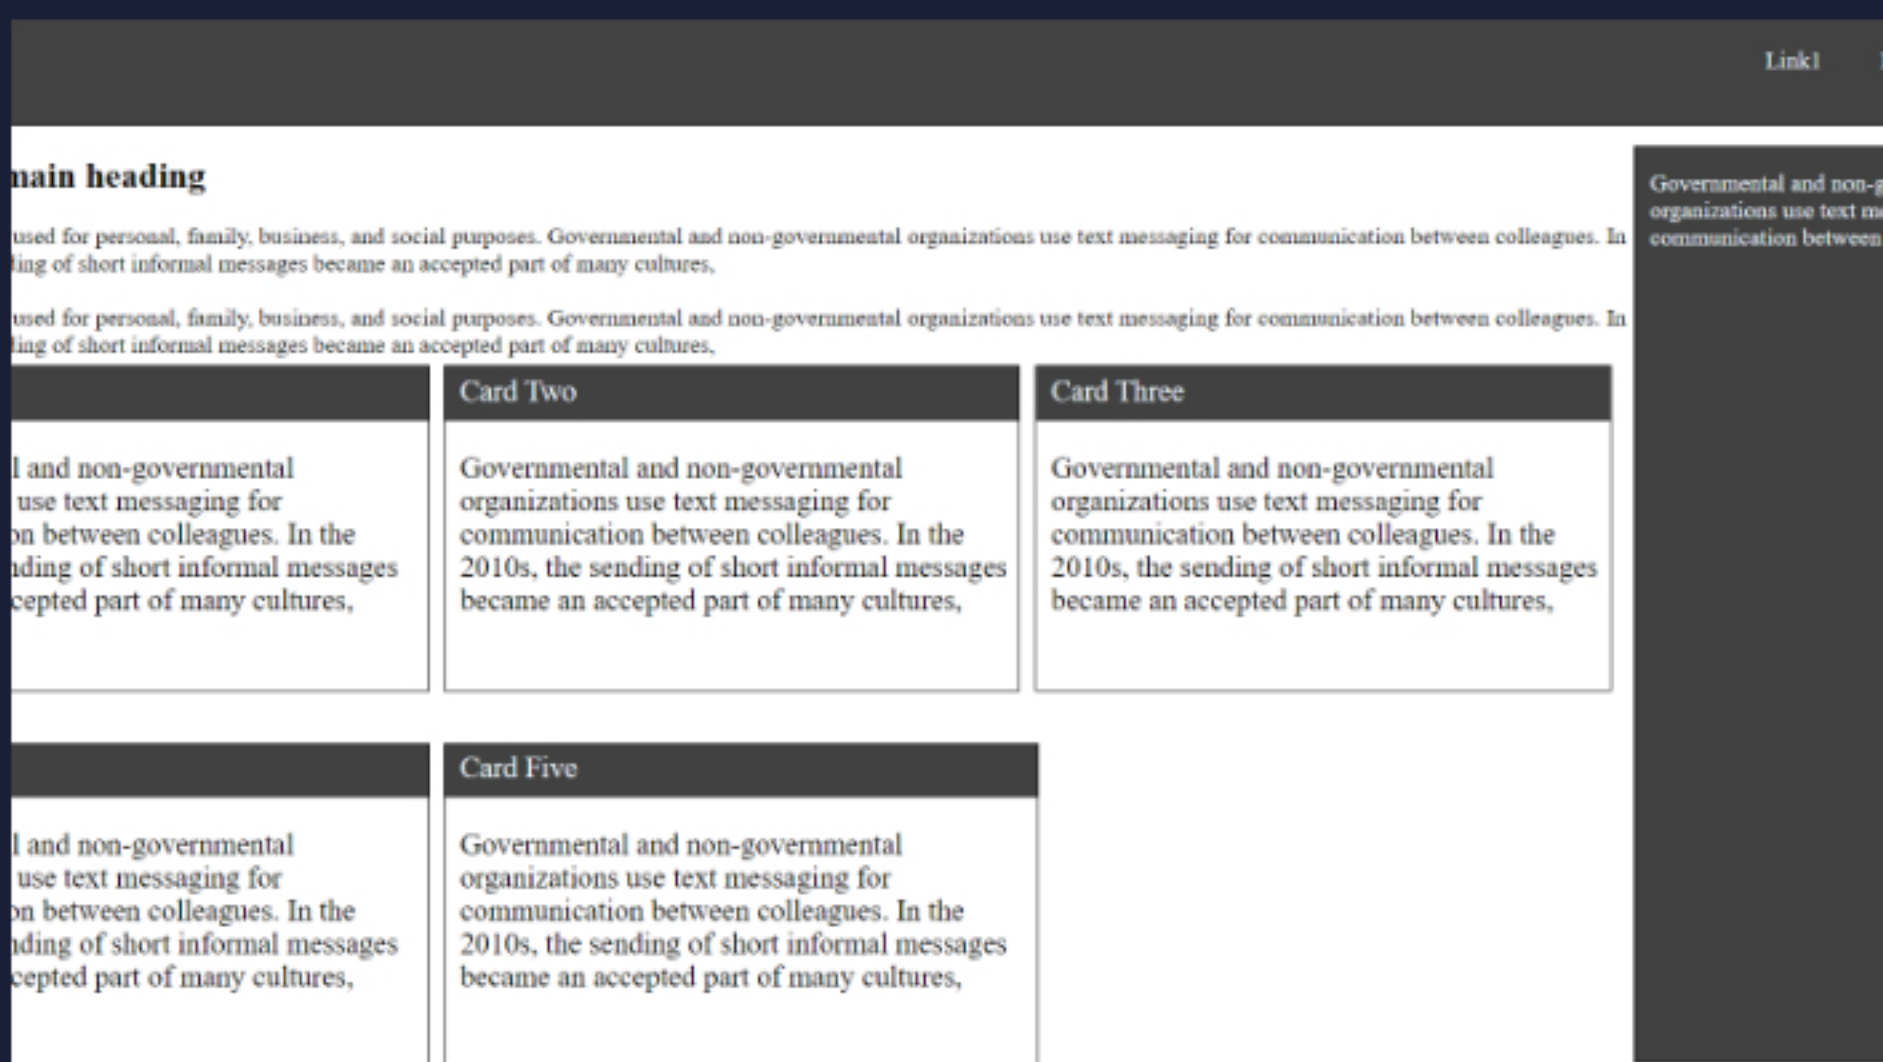 Link1
main heading
used for personal, family, business, and social purposes. Governmental and non-governmental organizations use text messaging for communication between colleagues. In
of short informal messages became an accepted part of many cultures,
used for personal, family, business, and social purposes. Governmental and non-governmental organizations use text messaging for communication between colleagues. In
of short informal messages became an accepted part of many cultures,
Governmental and
organizations use text
communication between
Card Two
Card Three
and non-governmental
use text messaging for
between colleagues. In the
of short informal messages
part of many cultures,
Governmental and non-governmental
organizations use text messaging for
communication between colleagues. In the
2010s, the sending of short informal messages
became an accepted part of many cultures,
Governmental and non-governmental
organizations use text messaging for
communication between colleagues. In the
2010s, the sending of short informal messages
became an accepted part of many cultures,
Card Five
and non-governmental
use text messaging for
between colleagues. In the
of short informal messages
part of many cultures,
Governmental and non-governmental
organizations use text messaging for
communication between colleagues. In the
2010s, the sending of short informal messages
became an accepted part of many cultures,